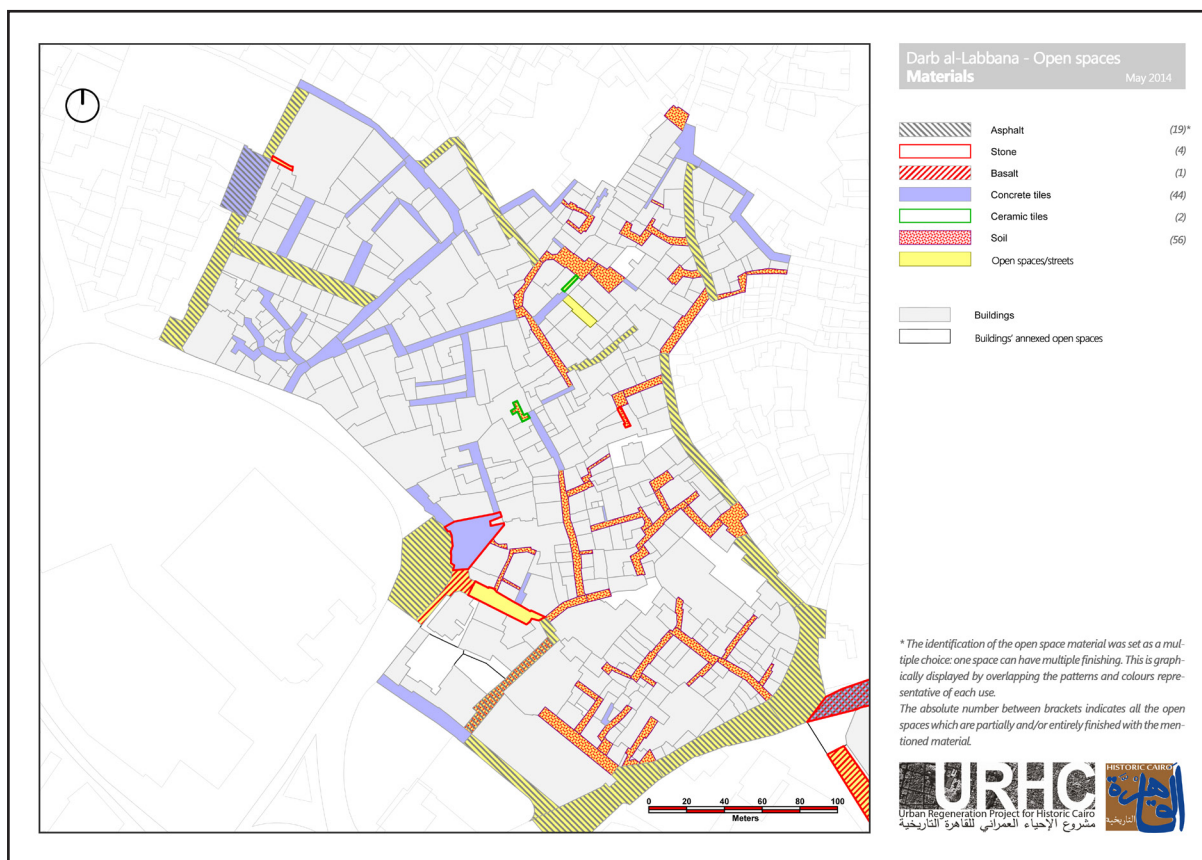 Darb al-Labbana - Open spaces
Materials May 2014
Asphalt (19)*
Stone (4)
Basalt (1)
Concrete tiles (44)
Ceramic tiles (2)
Soil (56)
Open spaces/streets
Buildings
Buildings' annexed open spaces
* The identification of the open space material was set as a mul-
tiple choice: one space can have multiple finishing. This is graph-
ically displayed by overlapping the patterns and colours repre-
sentative of each use.
The absolute number between brackets indicates all the open
spaces which are partially and/or entirely finished with the men-
tioned material.
0 20 40 60 80 100
Meters
URHC
Urban Regeneration Project for Historic Cairo
مشروع الإحياء العمراني للقاهرة التاريخية
HISTORIC CAIRO
القاهرة
التاريخية